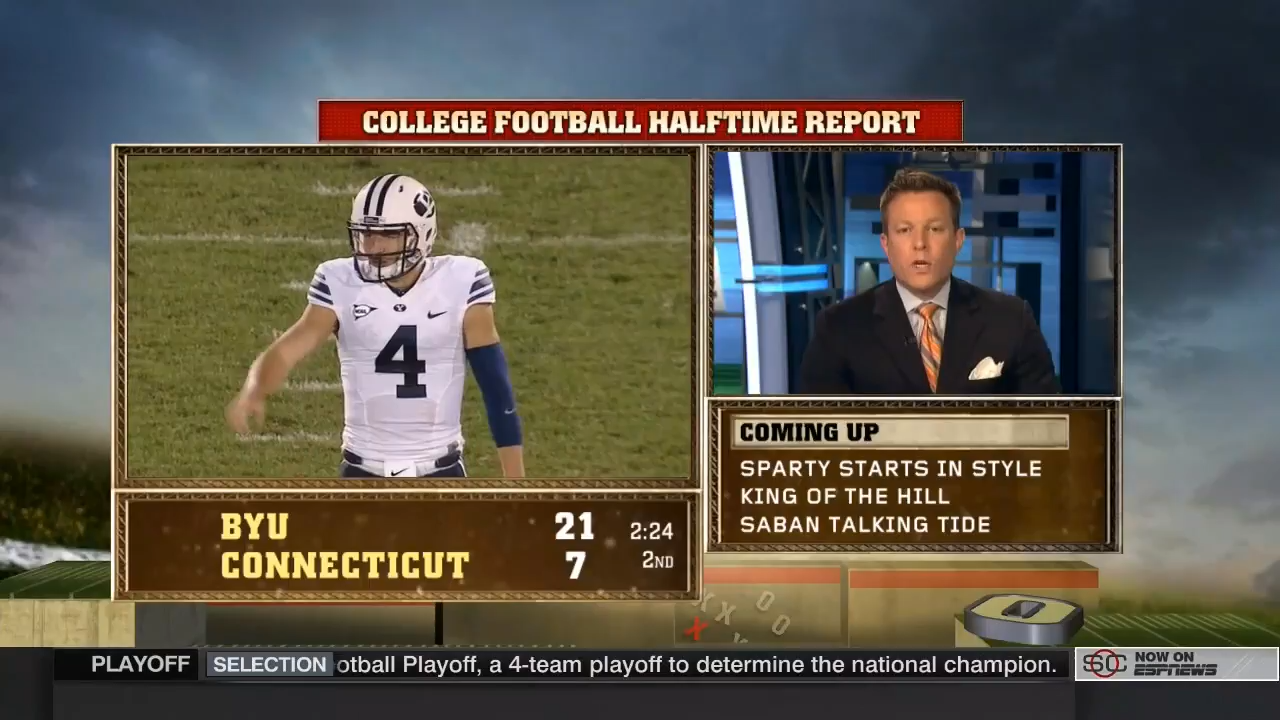 COLLEGE FOOTBALL HALFTIME REPORT
4
BYU 21 2:24
CONNECTICUT 7 2ND
COMING UP
SPARTY STARTS IN STYLE
KING OF THE HILL
SABAN TALKING TIDE
X X O O
PLAYOFF SELECTION otball Playoff, a 4-team playoff to determine the national champion.
SC NOW ON
ESPNEWS